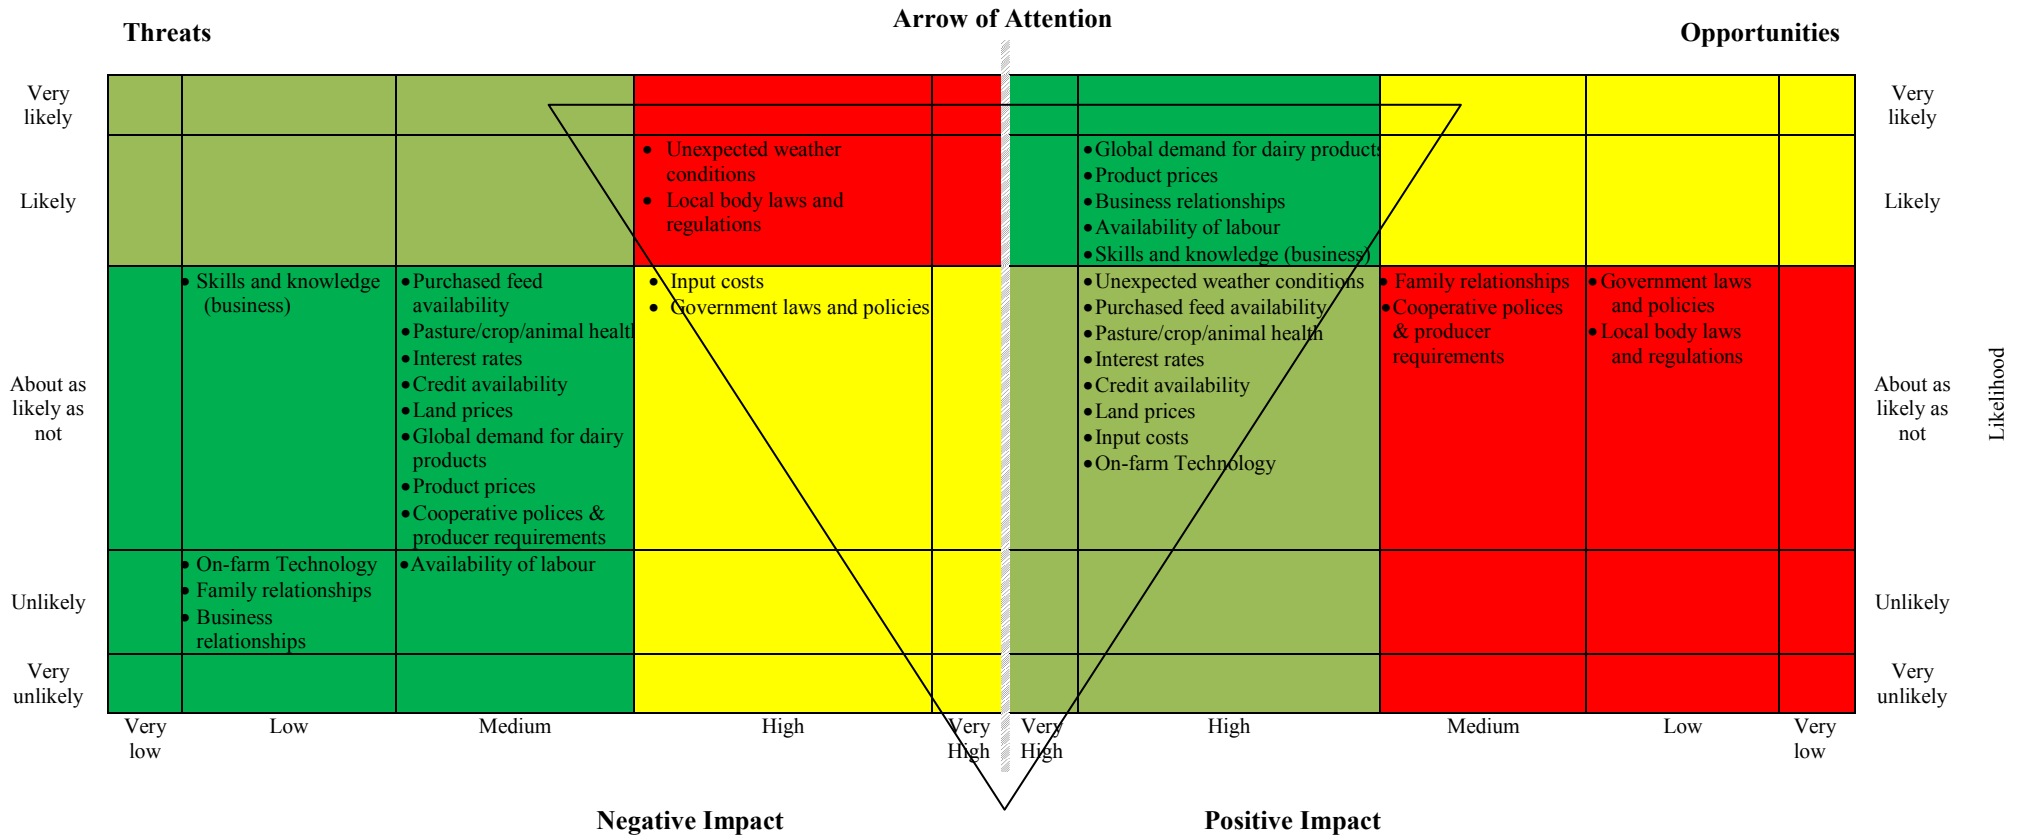 Arrow of Attention
Threats
Opportunities
Very
likely
Very
likely
Likely
• Unexpected weather
conditions
• Local body laws and
regulations
• Global demand for dairy products
• Product prices
• Business relationships
• Availability of labour
• Skills and knowledge (business)
Likely
About as
likely as
not
• Skills and knowledge
(business)
• Purchased feed
availability
• Pasture/crop/animal health
• Interest rates
• Credit availability
• Land prices
• Global demand for dairy
products
• Product prices
• Cooperative polices &
producer requirements
• Input costs
• Government laws and policies
• Unexpected weather conditions
• Purchased feed availability
• Pasture/crop/animal health
• Interest rates
• Credit availability
• Land prices
• Input costs
• On-farm Technology
• Family relationships
• Cooperative polices
& producer
requirements
• Government laws
and policies
• Local body laws
and regulations
About as
likely as
not
Likelihood
Unlikely
• On-farm Technology
• Family relationships
• Business
relationships
• Availability of labour
Unlikely
Very
unlikely
Very
unlikely
Very
low
Low
Medium
High
Very
High
Very
High
High
Medium
Low
Very
low
Negative Impact
Positive Impact